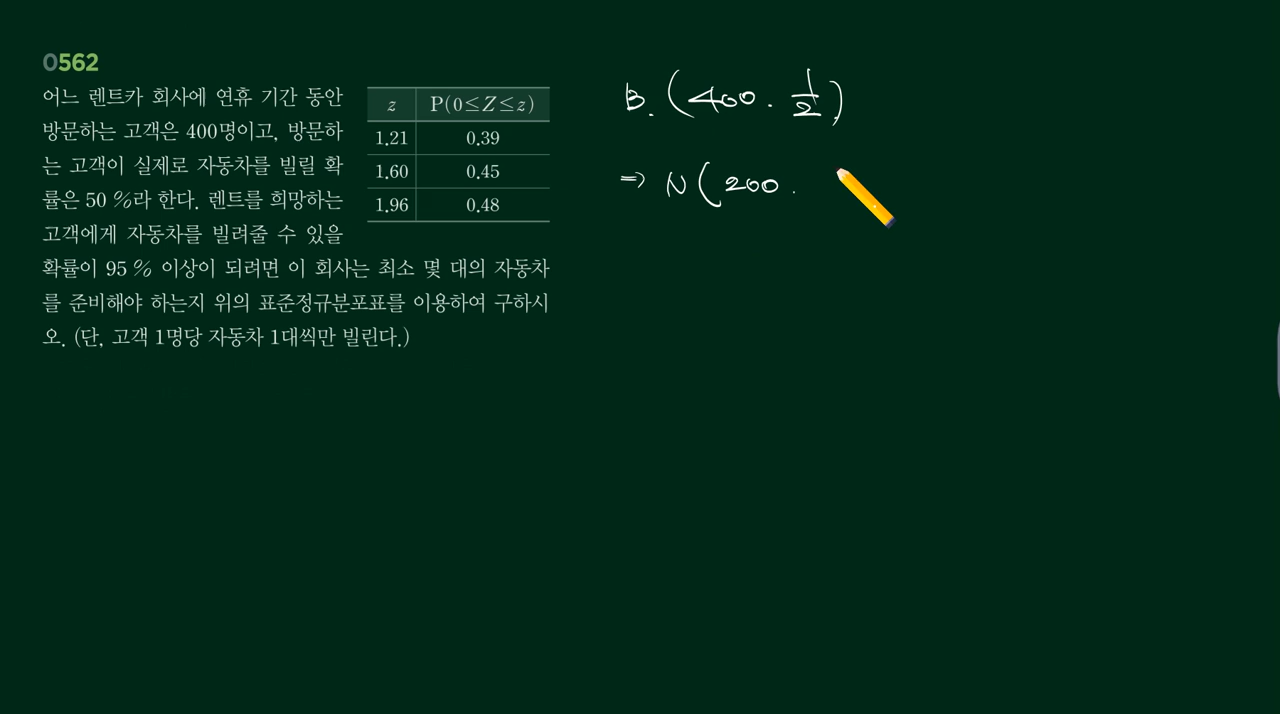 0562
어느 렌트카 회사에 연휴 기간 동안
방문하는 고객은 400명이고, 방문하
는 고객이 실제로 자동차를 빌릴 확
률은 50 %라 한다. 렌트를 희망하는
고객에게 자동차를 빌려줄 수 있을
확률이 95 % 이상이 되려면 이 회사는 최소 몇 대의 자동차
를 준비해야 하는지 위의 표준정규분포표를 이용하여 구하시
오. (단, 고객 1명당 자동차 1대씩만 빌린다.)
z P(0≤Z≤z)
1.21 0.39
1.60 0.45
1.96 0.48
B. (400 . 1/2)
⇒ N ( 200 .